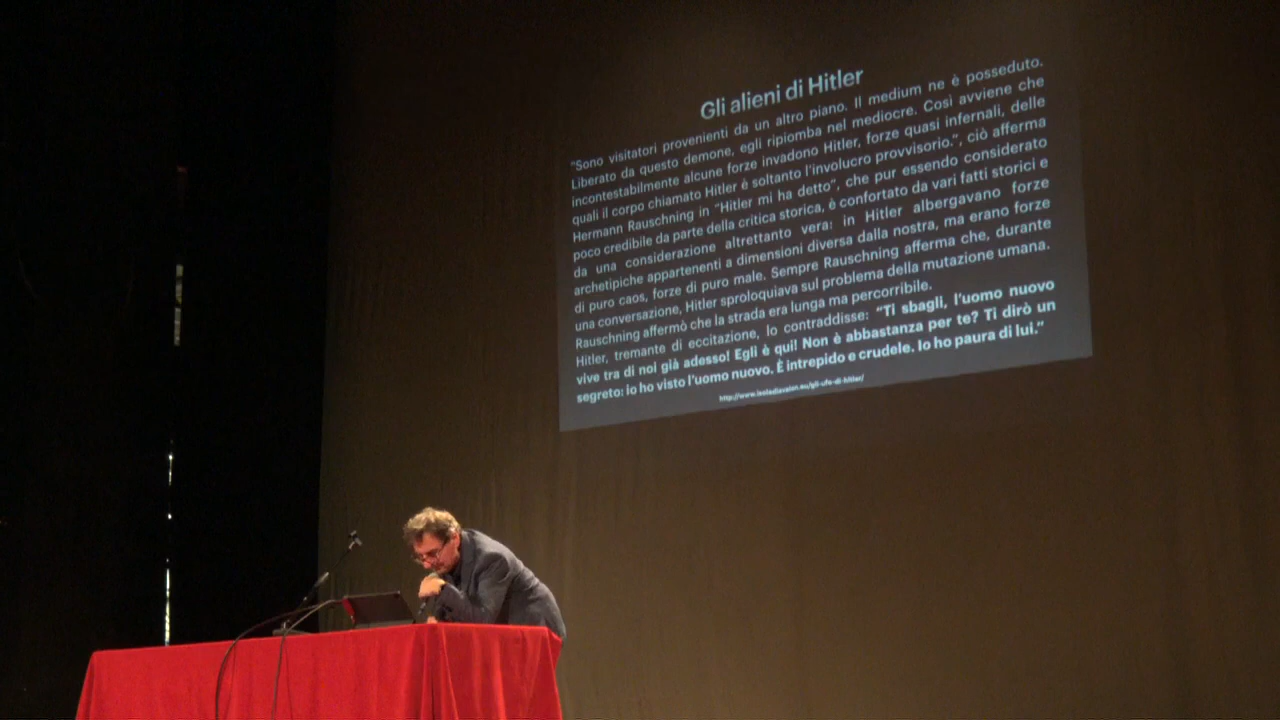 Gli alieni di Hitler
"Sono visitatori provenienti da un altro piano. Il medium ne è posseduto.
Liberato da questo demone, egli ripiomba nel mediocre. Così avviene che
incontestabilmente alcune forze invadono Hitler, forze quasi infernali, delle
quali il corpo chiamato Hitler è soltanto l'involucro provvisorio.", ciò afferma
Hermann Rauschning in "Hitler mi ha detto", che pur essendo considerato
poco credibile da parte della critica storica, è confortato da vari fatti storici e
da una considerazione altrettanto vera: in Hitler albergavano forze
archetipiche appartenenti a dimensioni diversa dalla nostra, ma erano forze
di puro caos, forze di puro male. Sempre Rauschning afferma che, durante
una conversazione, Hitler sproloquiava sul problema della mutazione umana.
Rauschning affermò che la strada era lunga ma percorribile.
Hitler, tremante di eccitazione, lo contraddisse: "Ti sbagli, l'uomo nuovo
vive tra di noi già adesso! Egli è qui! Non è abbastanza per te? Ti dirò un
segreto: io ho visto l'uomo nuovo. È intrepido e crudele. Io ho paura di lui."
http://www.isoladiavalon.eu/gli-ufo-di-hitler/